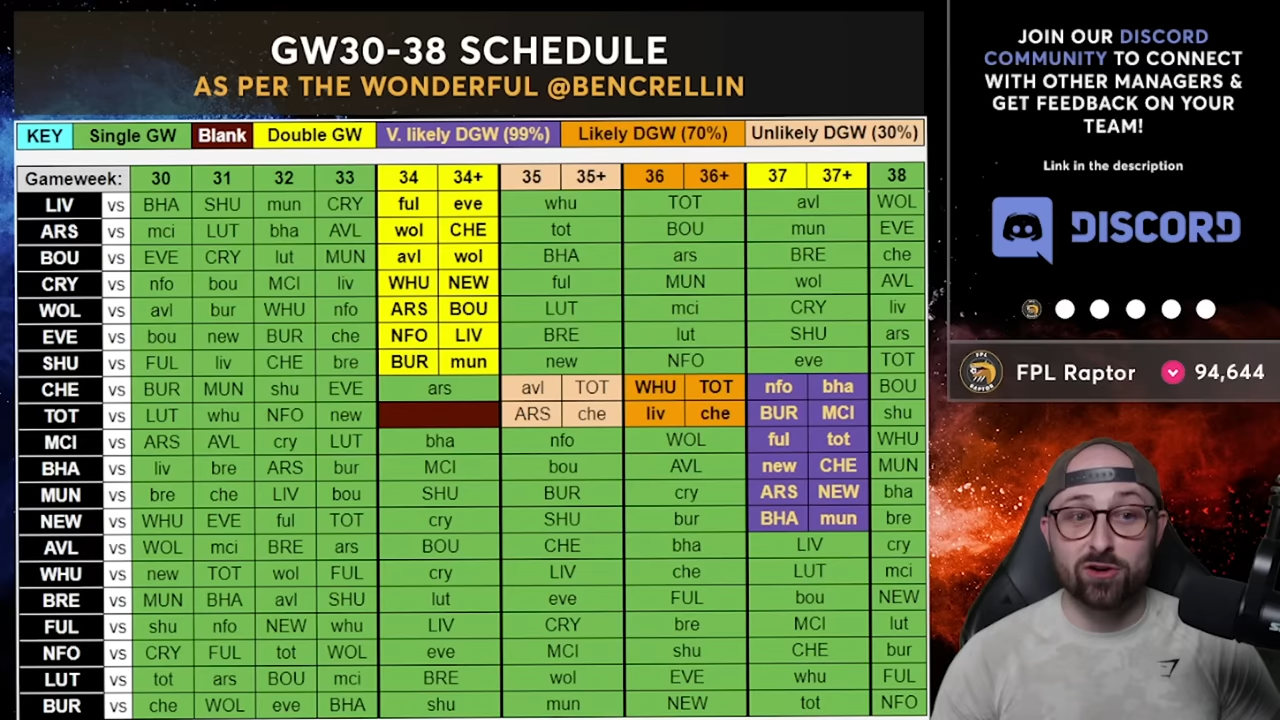 GW30-38 SCHEDULE
AS PER THE WONDERFUL @BENCRELLIN
KEY Single GW Blank Double GW V. likely DGW (99%) Likely DGW (70%) Unlikely DGW (30%)
Gameweek: 30 31 32 33 34 34+ 35 35+ 36 36+ 37 37+ 38
LIV vs BHA SHU mun CRY ful eve whu TOT avl WOL
ARS vs mci LUT bha AVL wol CHE tot BOU mun EVE
BOU vs EVE CRY lut MUN avl wol BHA ars BRE che
CRY vs nfo bou MCI liv WHU NEW ful MUN wol AVL
WOL vs avl bur WHU nfo ARS BOU LUT mci CRY liv
EVE vs bou new BUR che NFO LIV BRE lut SHU ars
SHU vs FUL liv CHE bre BUR mun new NFO eve TOT
CHE vs BUR MUN shu EVE ars avl TOT WHU TOT nfo bha BOU
TOT vs LUT whu NFO new ARS che liv che BUR MCI shu
MCI vs ARS AVL cry LUT bha nfo WOL ful tot WHU
BHA vs liv bre ARS bur MCI bou AVL new CHE MUN
MUN vs bre che LIV bou SHU BUR cry ARS NEW bha
NEW vs WHU EVE ful TOT cry SHU bur BHA mun bre
AVL vs WOL mci BRE ars BOU CHE bha LIV cry
WHU vs new TOT wol FUL cry LIV che LUT mci
BRE vs MUN BHA avl SHU lut eve FUL bou NEW
FUL vs shu nfo NEW whu LIV CRY bre MCI lut
NFO vs CRY FUL tot WOL eve MCI shu CHE bur
LUT vs tot ars BOU mci BRE wol EVE whu FUL
BUR vs che WOL eve BHA shu mun NEW tot NFO
JOIN OUR DISCORD
COMMUNITY TO CONNECT
WITH OTHER MANAGERS &
GET FEEDBACK ON YOUR
TEAM!
Link in the description
DISCORD
FPL Raptor 94,644